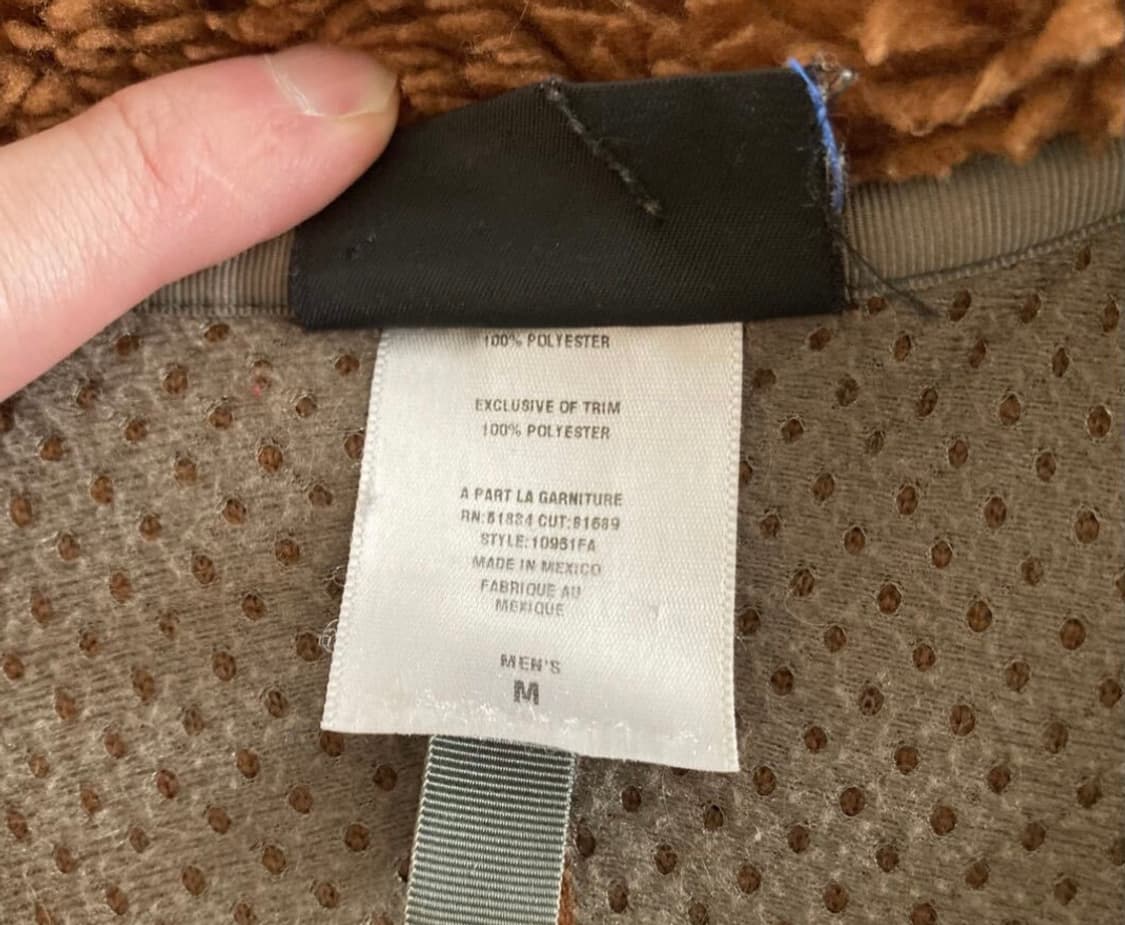 100% POLYESTER
EXCLUSIVE OF TRIM
100% POLYESTER
A PART LA GARNITURE
RN:51884 CUT:81689
STYLE:10951FA
MADE IN MEXICO
FABRIQUE AU
MEXIQUE
MEN'S
M